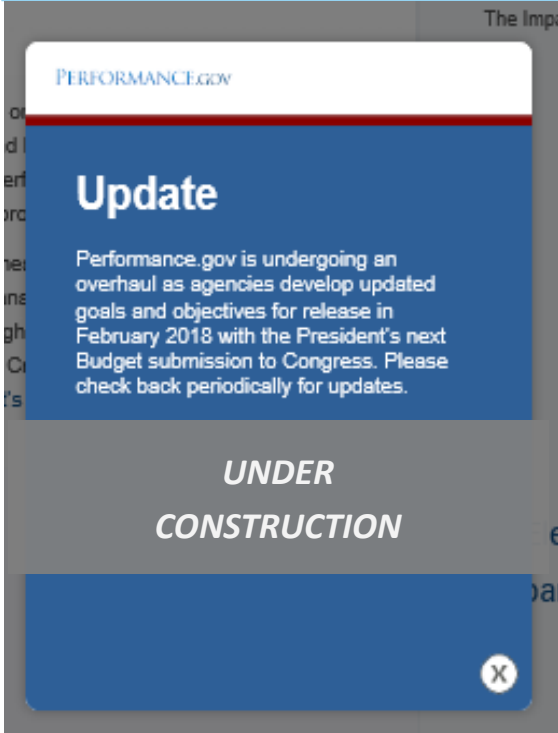 The Impa
PERFORMANCE.GOV
Update
Performance.gov is undergoing an
overhaul as agencies develop updated
goals and objectives for release in
February 2018 with the President's next
Budget submission to Congress. Please
check back periodically for updates.
UNDER
CONSTRUCTION
X